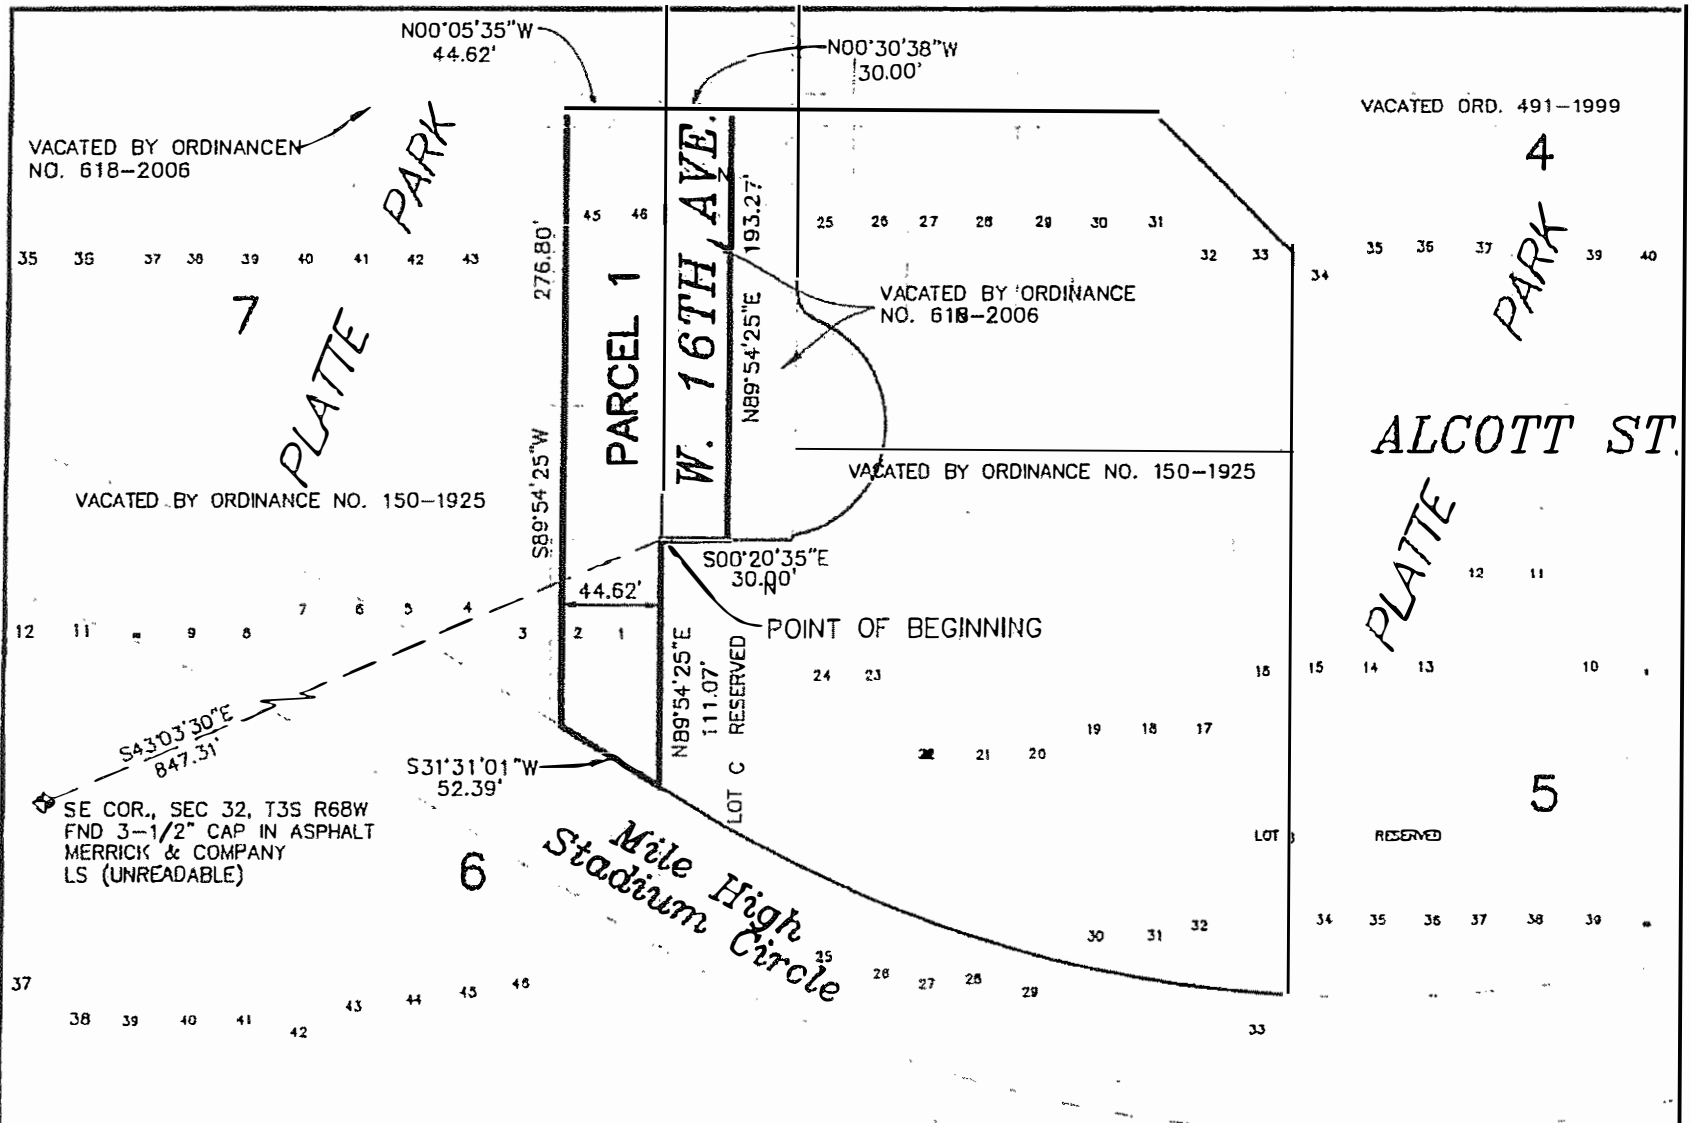 N00°05'35"W
44.62'
N00°30'38"W
30.00'
VACATED ORD. 491-1999
4
VACATED BY ORDINANCEN
NO. 618-2006
PARK
45 46
W. 16TH AVE.
N
193.27'
25 26 27 28 29 30 31
32 33
34
35 36 37
39 40
PARK
35 36 37 38 39 40 41 42 43
276.80'
PARCEL 1
7
PLATTE
VACATED BY ORDINANCE
NO. 618-2006
N89°54'25"E
ALCOTT ST.
VACATED BY ORDINANCE NO. 150-1925
VACATED BY ORDINANCE NO. 150-1925
S89°54'25"W
PLATTE
S00°20'35"E
30.00'
N
44.62'
12 11
POINT OF BEGINNING
12 11 9 8 7 6 5 4 3 2 1
N89°54'25"E
111.07'
LOT C RESERVED
24 23
16 15 14 13 10
19 18 17
22 21 20
S43°03'30"E
847.31'
S31°31'01"W
52.39'
SE COR., SEC 32, T3S R68W
FND 3-1/2" CAP IN ASPHALT
MERRICK & COMPANY
LS (UNREADABLE)
6
5
LOT RESERVED
Mile High
Stadium Circle
30 31 32
34 35 36 37 38 39
25
26 27 28 29
33
37
38 39 40 41 42 43 44 45 46